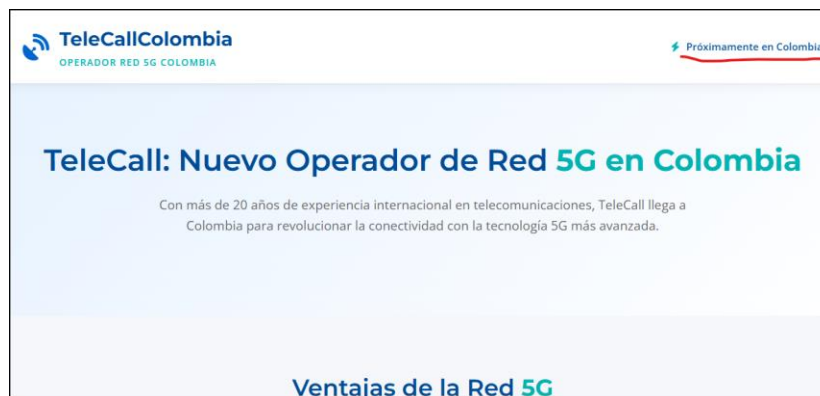 TeleCallColombia
OPERADOR RED 5G COLOMBIA
Próximamente en Colombia
TeleCall: Nuevo Operador de Red 5G en Colombia
Con más de 20 años de experiencia internacional en telecomunicaciones, TeleCall llega a
Colombia para revolucionar la conectividad con la tecnología 5G más avanzada.
Ventajas de la Red 5G